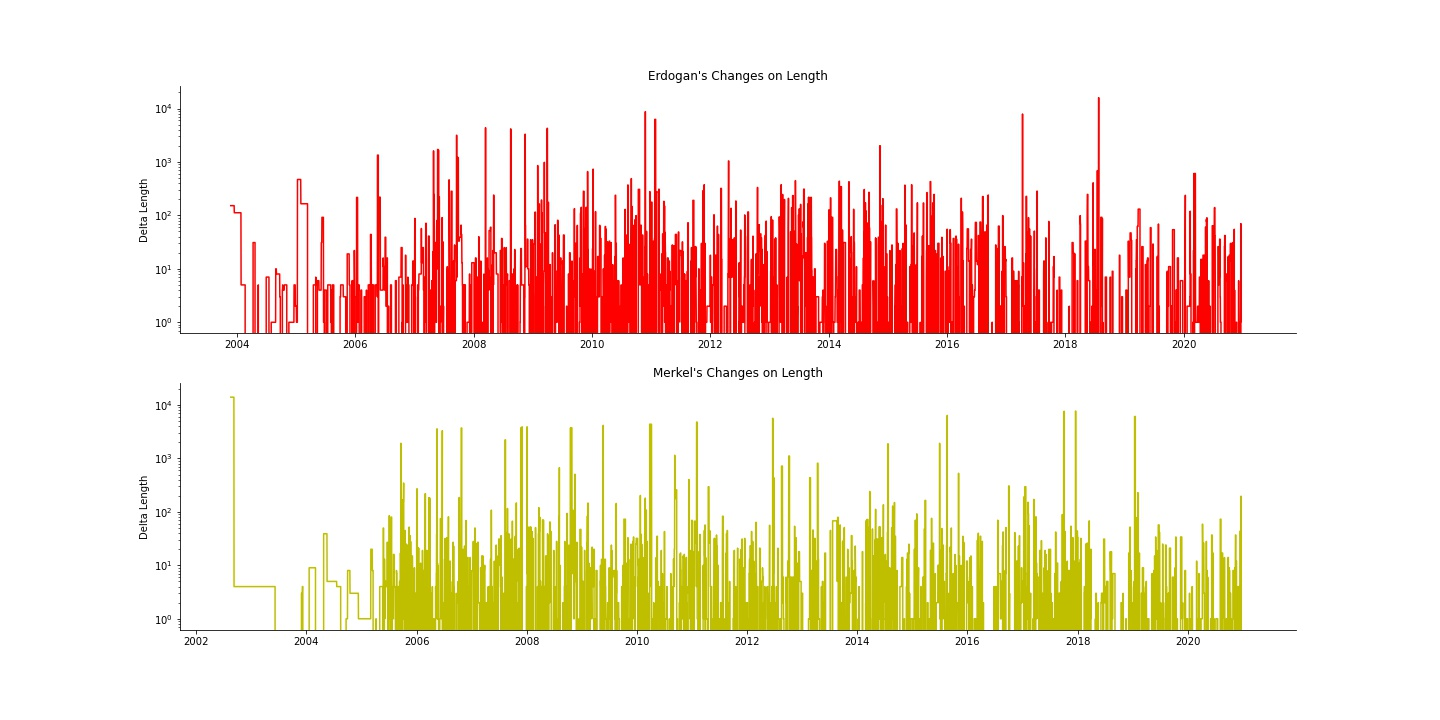 Erdogan's Changes on Length
Delta Length
10⁴
10³
10²
10¹
10⁰
2004 2006 2008 2010 2012 2014 2016 2018 2020
Merkel's Changes on Length
Delta Length
10⁴
10³
10²
10¹
10⁰
2002 2004 2006 2008 2010 2012 2014 2016 2018 2020